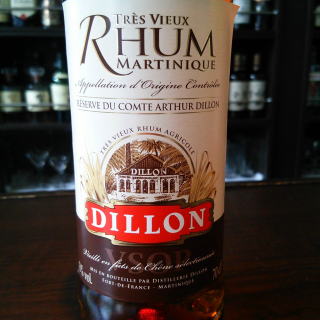 TRÈS VIEUX
RHUM
MARTINIQUE
Appellation d'Origine Contrôlée
RÉSERVE DU COMTE ARTHUR DILLON
TRÈS VIEUX RHUM AGRICOLE
DILLON
DILLON
VSOP
Vieilli en fûts de Chêne sélectionnés
MIS EN BOUTEILLE PAR DISTILLERIE DILLON
FORT-DE-FRANCE - MARTINIQUE